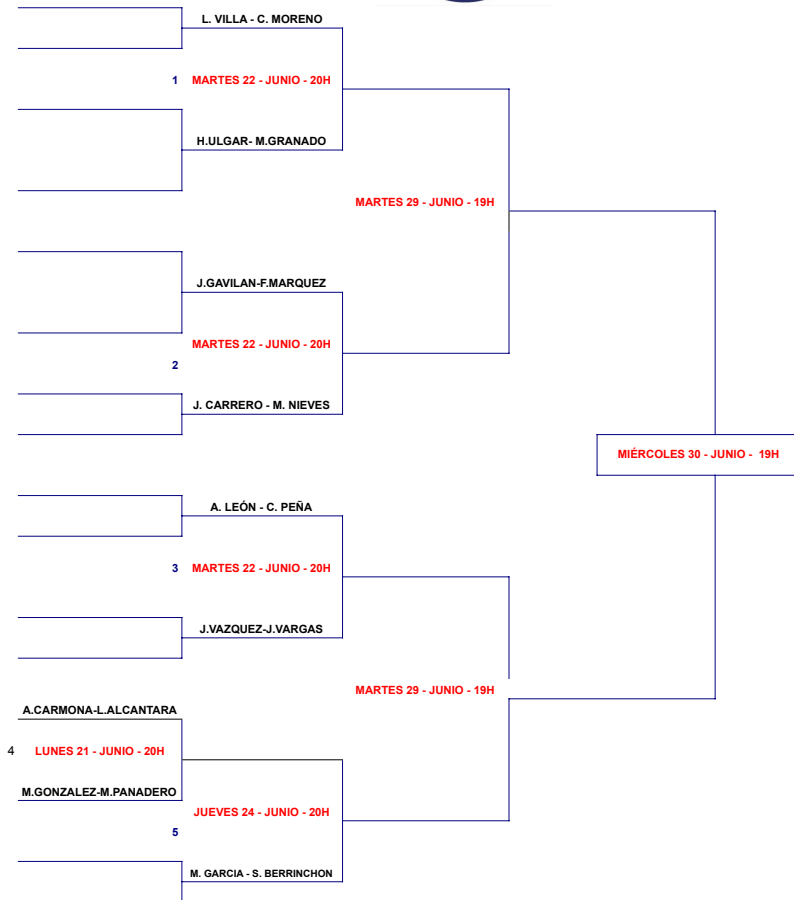 L. VILLA - C. MORENO
1 MARTES 22 - JUNIO - 20H
H.ULGAR- M.GRANADO
MARTES 29 - JUNIO - 19H
J.GAVILAN-F.MARQUEZ
MARTES 22 - JUNIO - 20H
2
J. CARRERO - M. NIEVES
MIÉRCOLES 30 - JUNIO - 19H
A. LEÓN - C. PEÑA
3 MARTES 22 - JUNIO - 20H
J.VAZQUEZ-J.VARGAS
MARTES 29 - JUNIO - 19H
A.CARMONA-L.ALCANTARA
4 LUNES 21 - JUNIO - 20H
M.GONZALEZ-M.PANADERO
JUEVES 24 - JUNIO - 20H
5
M. GARCIA - S. BERRINCHON